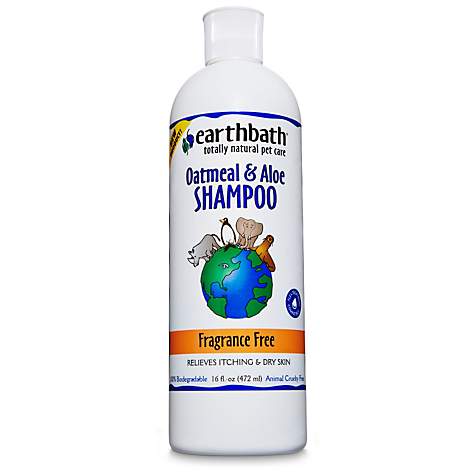 earthbath®
totally natural pet care
Oatmeal & Aloe
SHAMPOO
Fragrance Free
RELIEVES ITCHING & DRY SKIN
Biodegradable 16 fl. oz (472 ml) Animal Cruelty Free